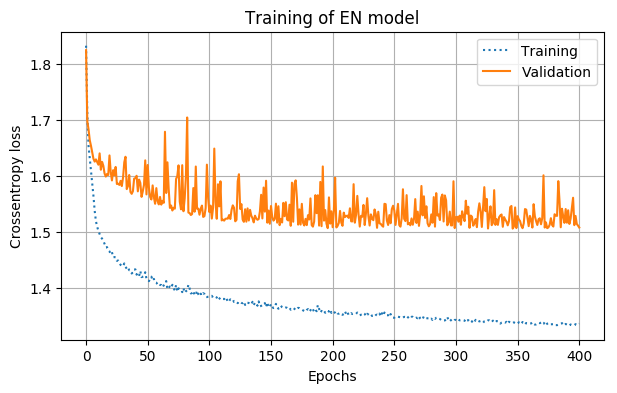 Training of EN model
Training
Validation
Crossentropy loss
1.8
1.7
1.6
1.5
1.4
0 50 100 150 200 250 300 350 400
Epochs